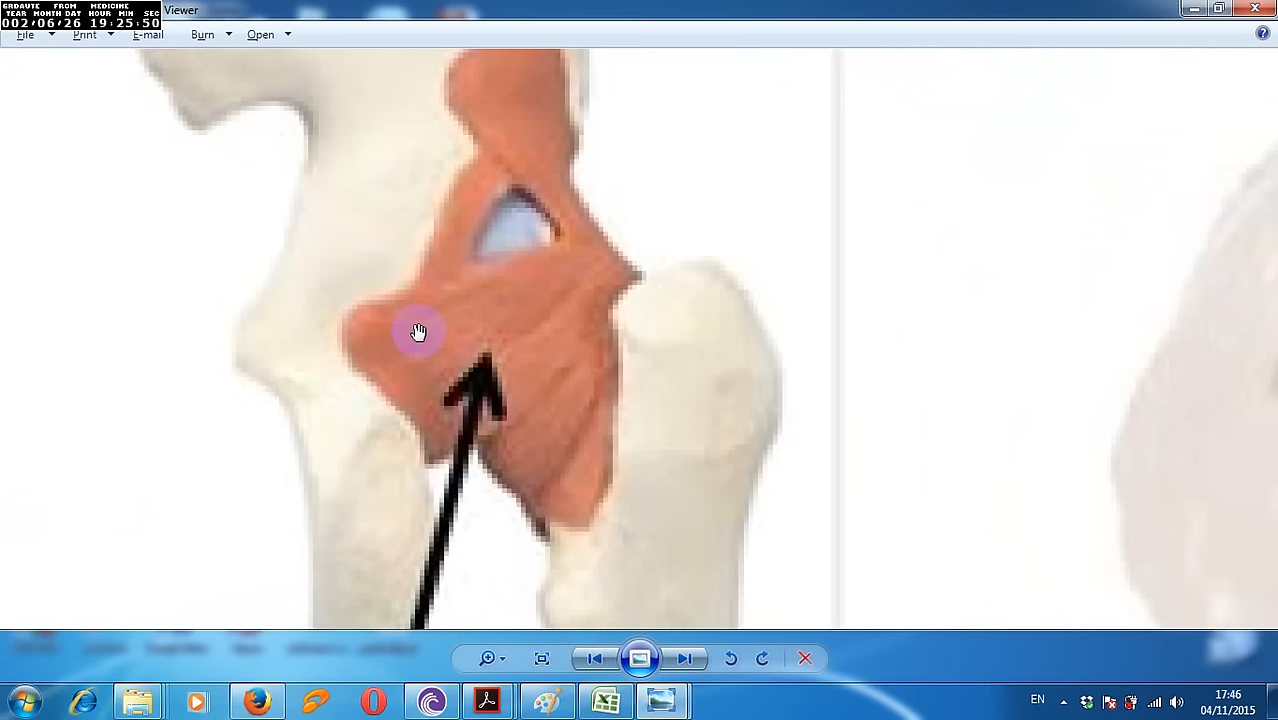 GRDAUTE FROM MEDICINE
YEAR MONTH DAY HOUR MIN SEC
002/06/26 19:25:50
Viewer
File Print E-mail Burn Open
EN
17:46
04/11/2015